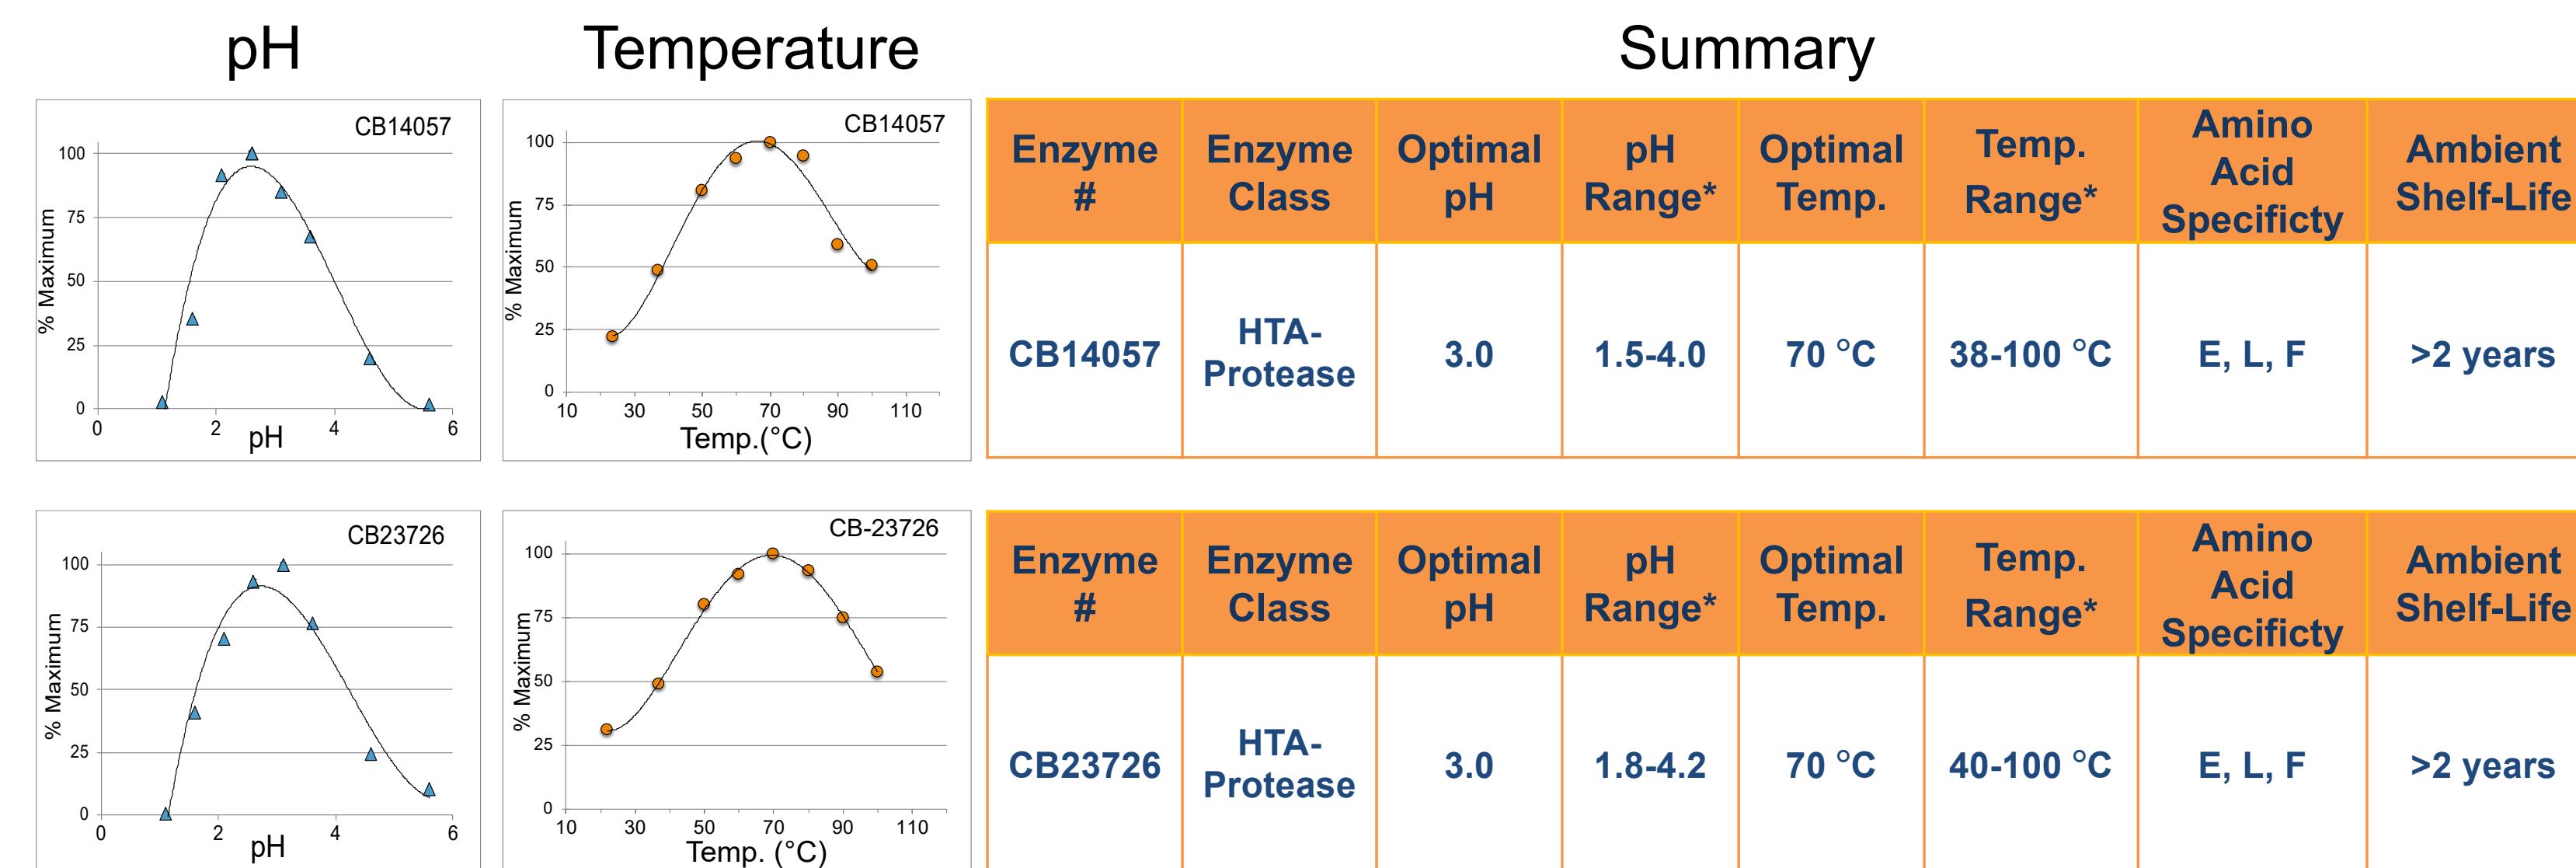 pH
Temperature
Summary
CB14057
100
75
50
25
0
% Maximum
0
2
4
6
pH
CB14057
100
75
50
25
0
% Maximum
10
30
50
70
90
110
Temp.(°C)
Enzyme
#
Enzyme
Class
Optimal
pH
pH
Range*
Optimal
Temp.
Temp.
Range*
Amino
Acid
Specificty
Ambient
Shelf-Life
CB14057
HTA-
Protease
3.0
1.5-4.0
70 °C
38-100 °C
E, L, F
>2 years
CB23726
100
75
50
25
0
% Maximum
0
2
4
6
pH
CB-23726
100
75
50
25
0
% Maximum
10
30
50
70
90
110
Temp. (°C)
Enzyme
#
Enzyme
Class
Optimal
pH
pH
Range*
Optimal
Temp.
Temp.
Range*
Amino
Acid
Specificty
Ambient
Shelf-Life
CB23726
HTA-
Protease
3.0
1.8-4.2
70 °C
40-100 °C
E, L, F
>2 years